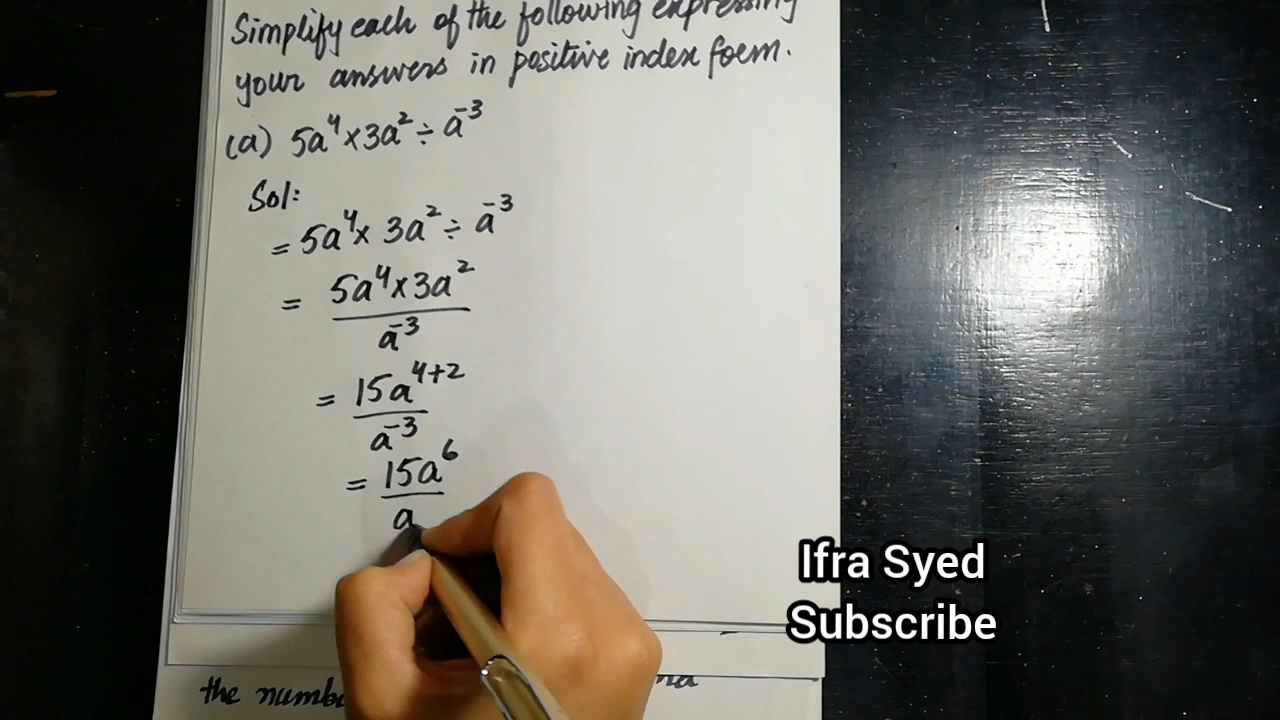 Simplify each of the following expressing
your answers in positive index form.
(a) 5a⁴×3a²÷a⁻³
Sol:
= 5a⁴× 3a²÷ a⁻³
= 5a⁴×3a²
a⁻³
= 15a⁴⁺²
a⁻³
= 15a⁶
a
Ifra Syed
Subscribe
the numb